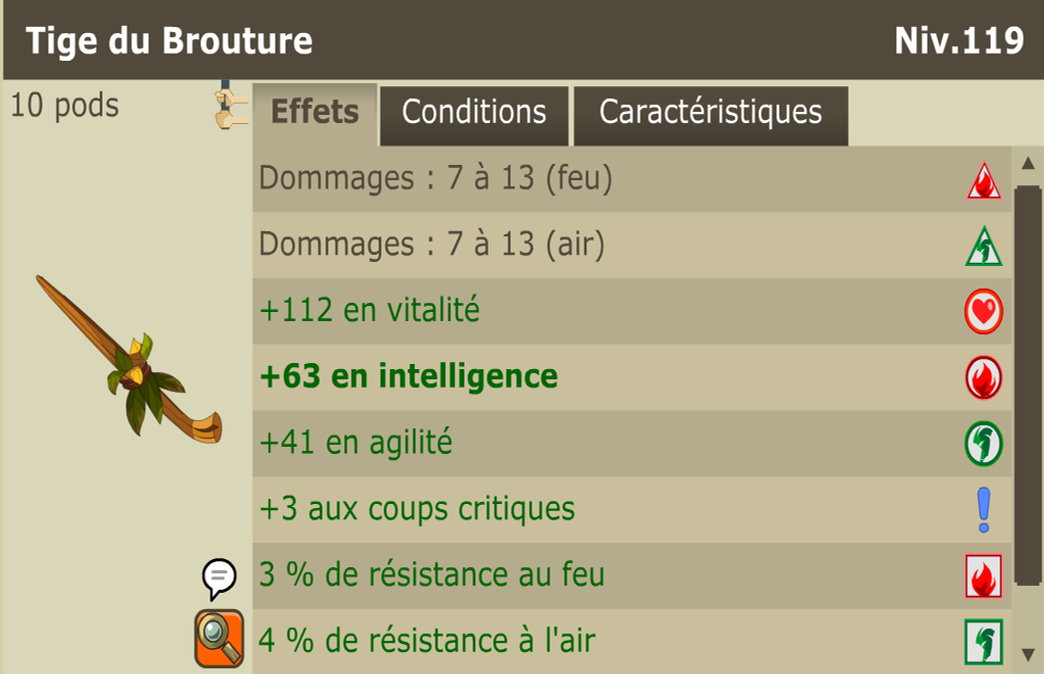 Tige du Brouture
Niv.119
10 pods
Effets
Conditions
Caractéristiques
Dommages : 7 à 13 (feu)
Dommages : 7 à 13 (air)
+112 en vitalité
+63 en intelligence
+41 en agilité
+3 aux coups critiques
3 % de résistance au feu
4 % de résistance à l'air